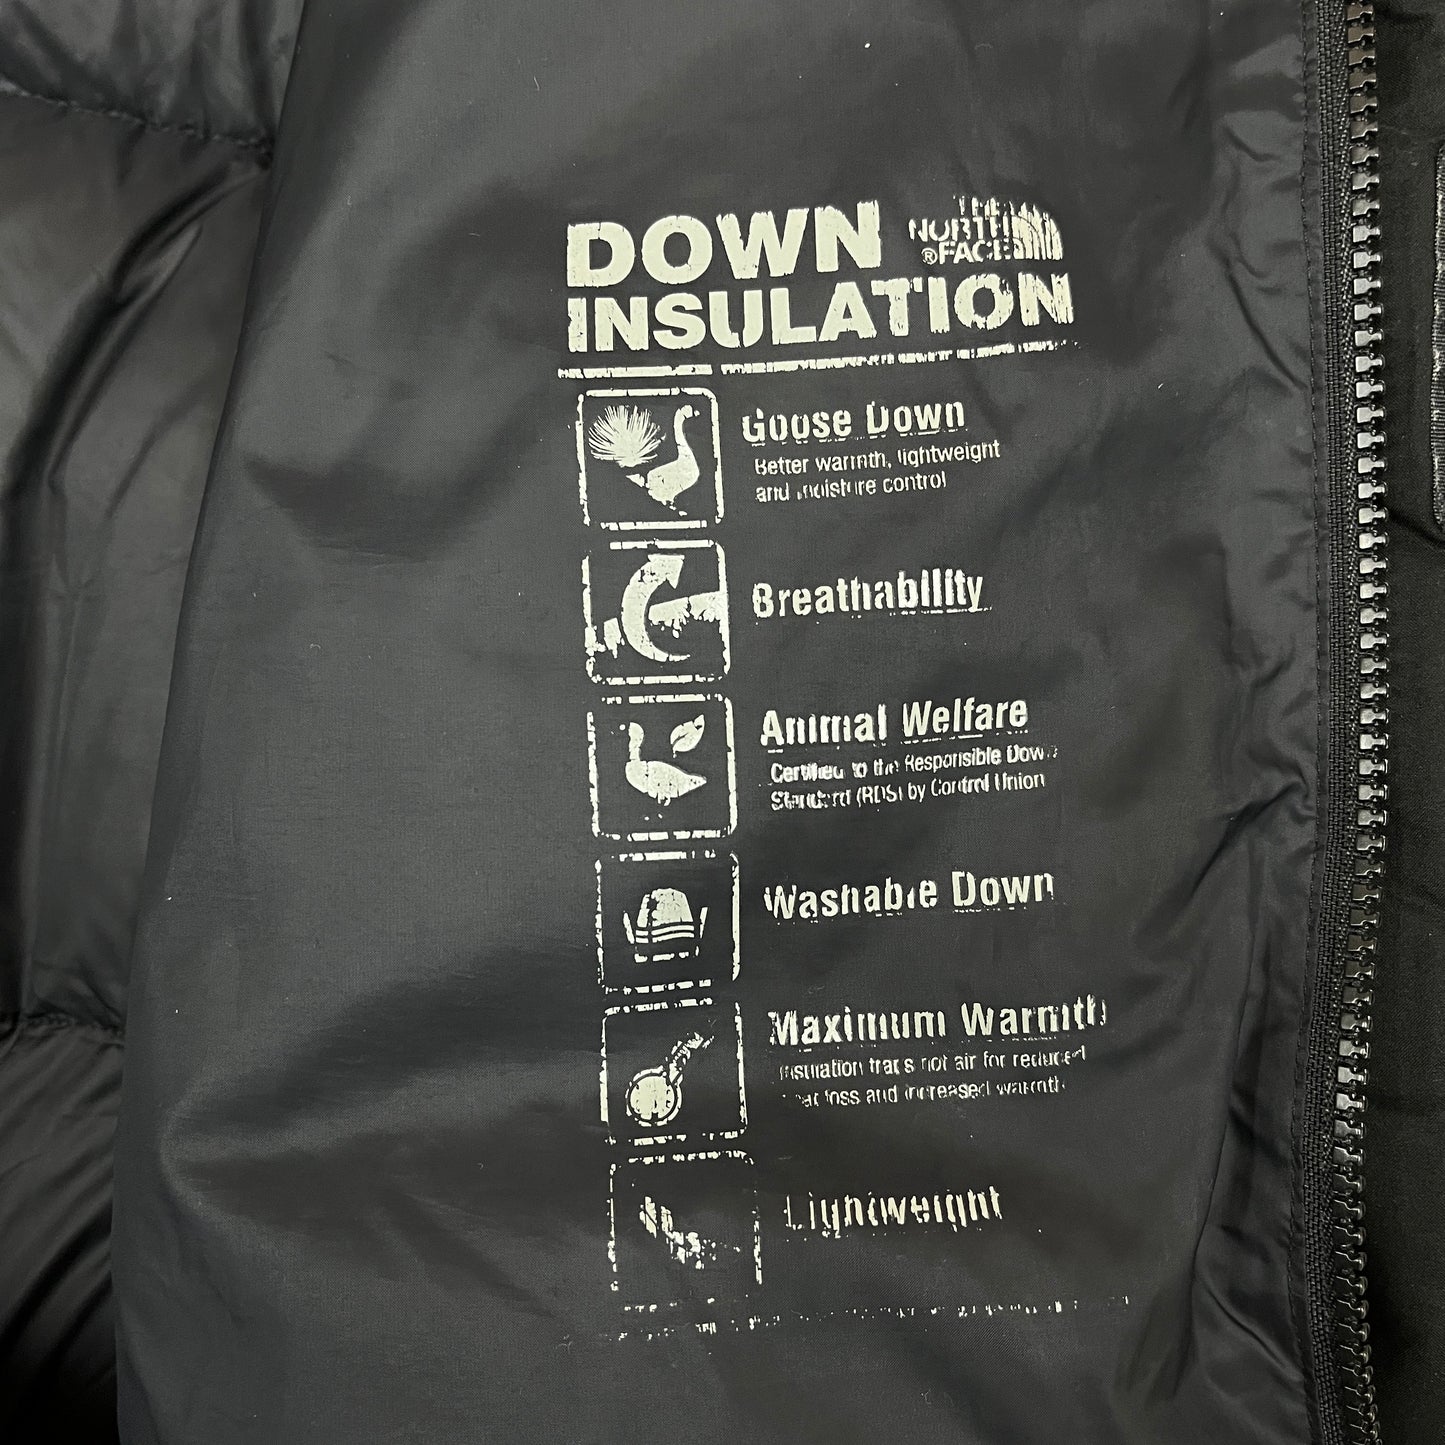 DOWN
THE
NORTH
®FACE
INSULATION
Goose Down
Better warmth, lightweight
and moisture control
Breathability
Animal Welfare
Certified to the Responsible Down
Standard (RDS) by Control Union
Washable Down
Maximum Warmth
Insulation traps hot air for reduced
heat loss and increased warmth
Lightweight